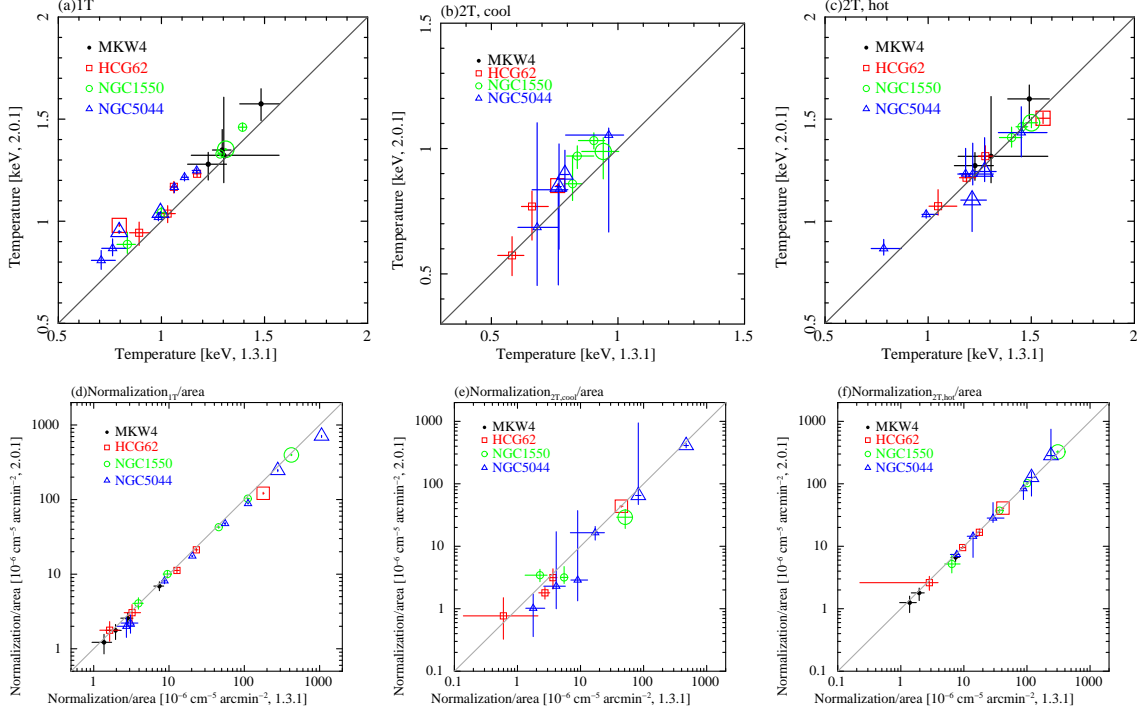 (a)1T
MKW4
HCG62
NGC1550
NGC5044
2
1.5
1
0.5
0.5
1
1.5
2
Temperature [keV, 2.0.1]
Temperature [keV, 1.3.1]
(b)2T, cool
MKW4
HCG62
NGC1550
NGC5044
1.5
1
0.5
0.5
1
1.5
Temperature [keV, 2.0.1]
Temperature [keV, 1.3.1]
(c)2T, hot
MKW4
HCG62
NGC1550
NGC5044
2
1.5
1
0.5
0.5
1
1.5
2
Temperature [keV, 2.0.1]
Temperature [keV, 1.3.1]
(d)Normalization1T/area
MKW4
HCG62
NGC1550
NGC5044
1000
100
10
1
1
10
100
1000
Normalization/area [10−6 cm−5 arcmin−2, 2.0.1]
Normalization/area [10−6 cm−5 arcmin−2, 1.3.1]
(e)Normalization2T,cool/area
MKW4
HCG62
NGC1550
NGC5044
1000
100
10
1
0.1
0.1
1
10
100
1000
Normalization/area [10−6 cm−5 arcmin−2, 2.0.1]
Normalization/area [10−6 cm−5 arcmin−2, 1.3.1]
(f)Normalization2T,hot/area
MKW4
HCG62
NGC1550
NGC5044
1000
100
10
1
0.1
0.1
1
10
100
1000
Normalization/area [10−6 cm−5 arcmin−2, 2.0.1]
Normalization/area [10−6 cm−5 arcmin−2, 1.3.1]